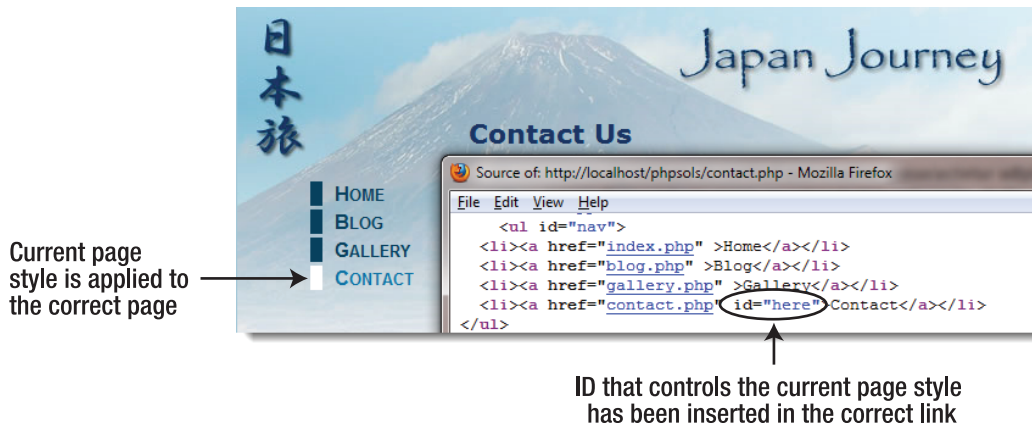 日
本
旅
Japan Journey
Contact Us
HOME
BLOG
GALLERY
CONTACT
Source of: http://localhost/phpsols/contact.php - Mozilla Firefox
File Edit View Help
<ul id="nav">
<li><a href="index.php" >Home</a></li>
<li><a href="blog.php" >Blog</a></li>
<li><a href="gallery.php" >Gallery</a></li>
<li><a href="contact.php" id="here">Contact</a></li>
</ul>
Current page
style is applied to
the correct page
ID that controls the current page style
has been inserted in the correct link